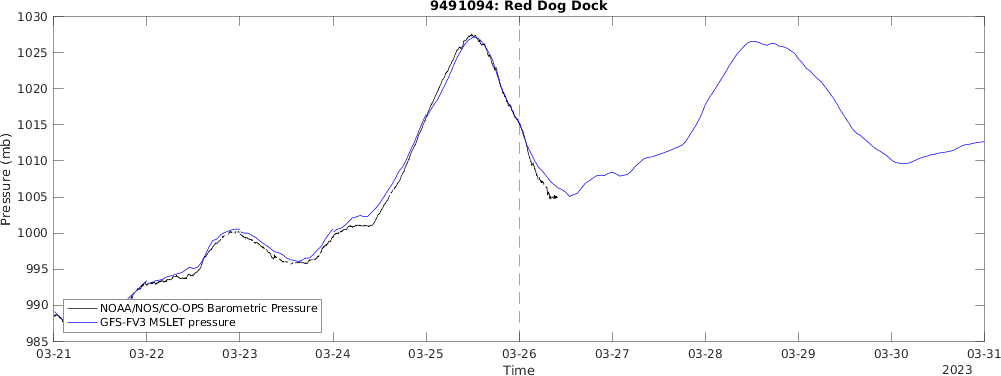 9491094: Red Dog Dock
1030
1025
1020
1015
1010
1005
1000
995
990
985
Pressure (mb)
NOAA/NOS/CO-OPS Barometric Pressure
GFS-FV3 MSLET pressure
03-21 03-22 03-23 03-24 03-25 03-26 03-27 03-28 03-29 03-30 03-31
Time
2023